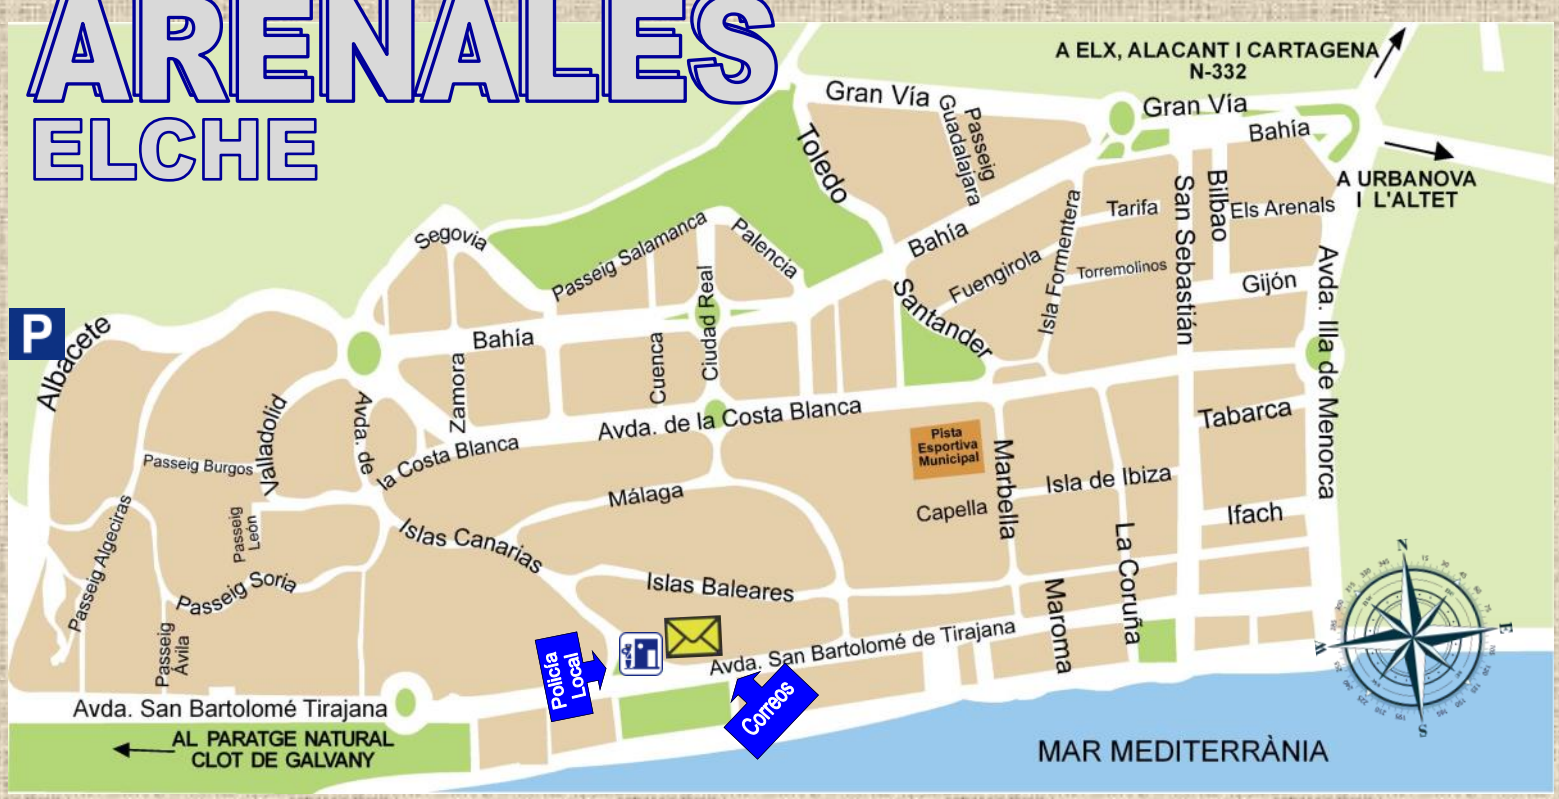 ARENALES
ELCHE
A ELX, ALACANT I CARTAGENA
N-332
Gran Vía
Gran Vía
Passeig
Guadalajara
Toledo
Bahía
A URBANOVA
I L'ALTET
Bahía
Tarifa
San Sebastián
Bilbao
Els Arenals
Segovia
Passeig Salamanca
Palencia
Fuengirola
Isla Formentera
Torremolinos
Gijón
Avda. Illa de Menorca
Santander
P
Albacete
Bahía
Zamora
Cuenca
Ciudad Real
Avda. de
la Costa Blanca
Avda. de la Costa Blanca
Valladolid
Passeig Burgos
Pista
Esportiva
Municipal
Marbella
Tabarca
Isla de Ibiza
Málaga
Capella
Ifach
Passeig
León
Passeig Algeciras
Islas Canarias
La Coruña
Islas Baleares
Passeig Soria
Maroma
Passeig
Ávila
Policía
Local
Avda. San Bartolomé de Tirajana
Correos
Avda. San Bartolomé Tirajana
AL PARATGE NATURAL
CLOT DE GALVANY
MAR MEDITERRÀNIA
N
E
W
S